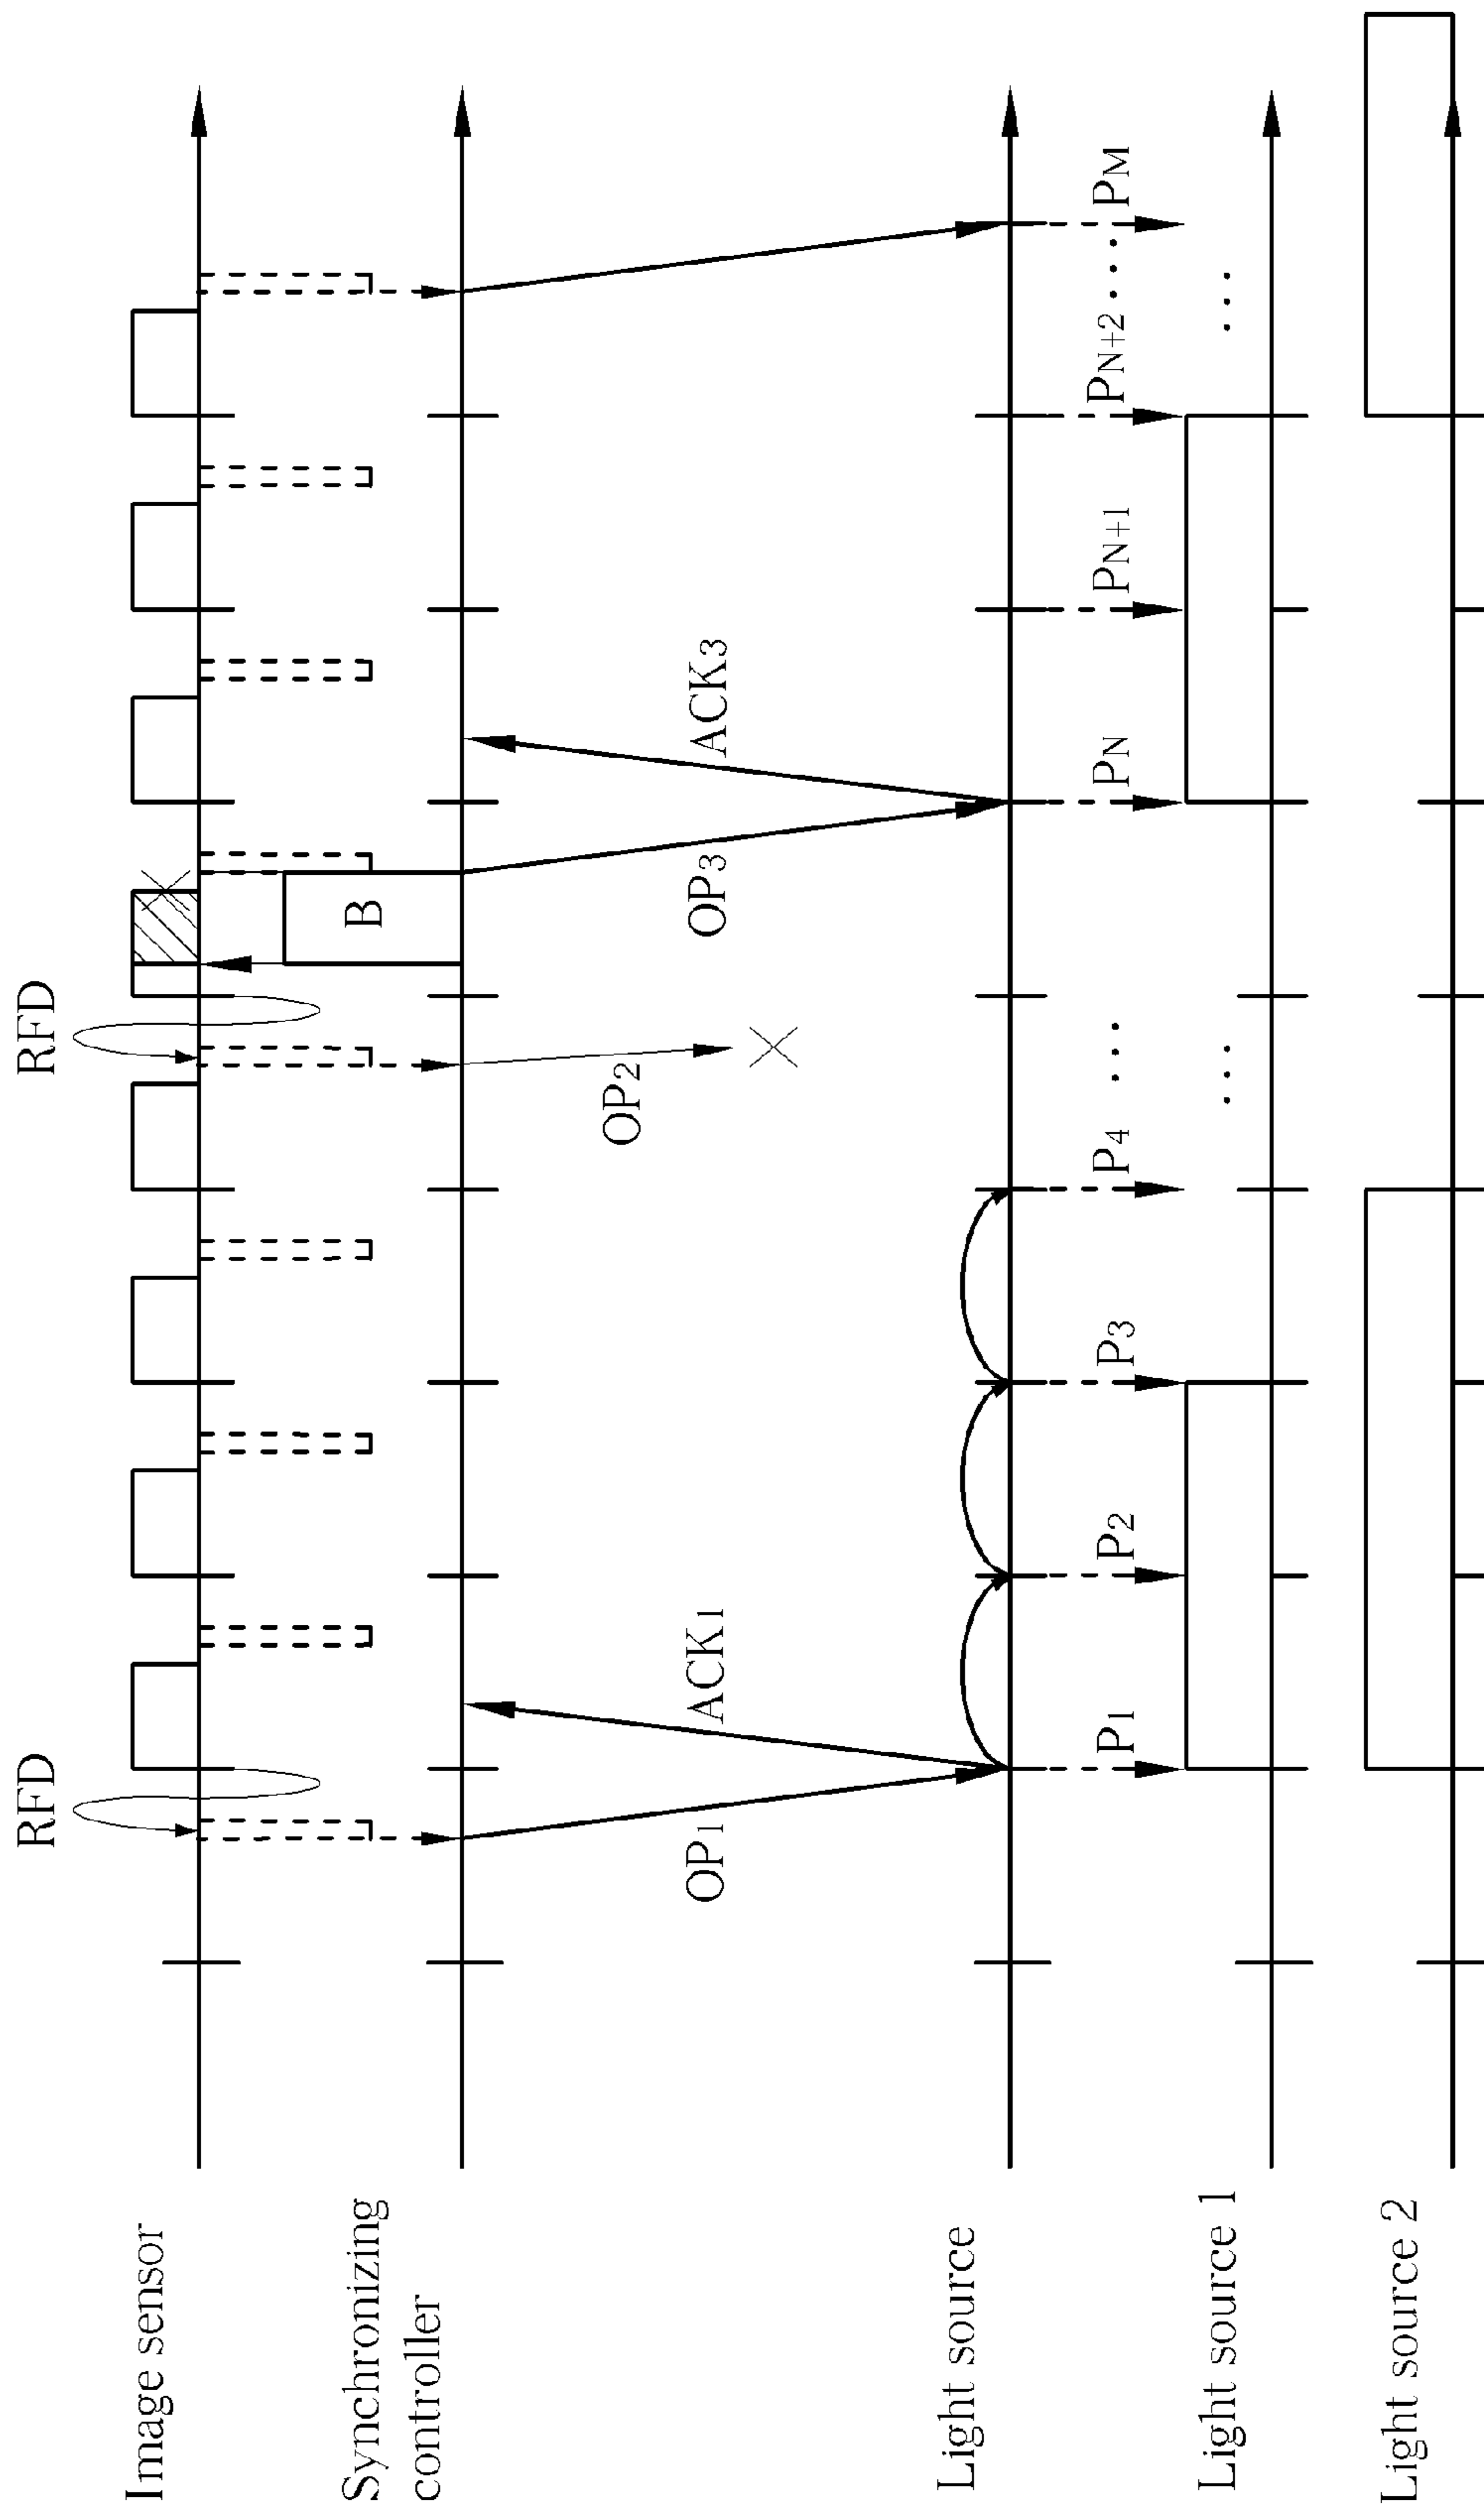 RFD
RFD
Image sensor
Synchronizing
controller
OP1
ACK1
OP2
OP3
ACK3
Light source
P1
P2
P3
P4
...
PN
PN+1
PN+2
...
PM
Light source 1
...
...
Light source 2
B